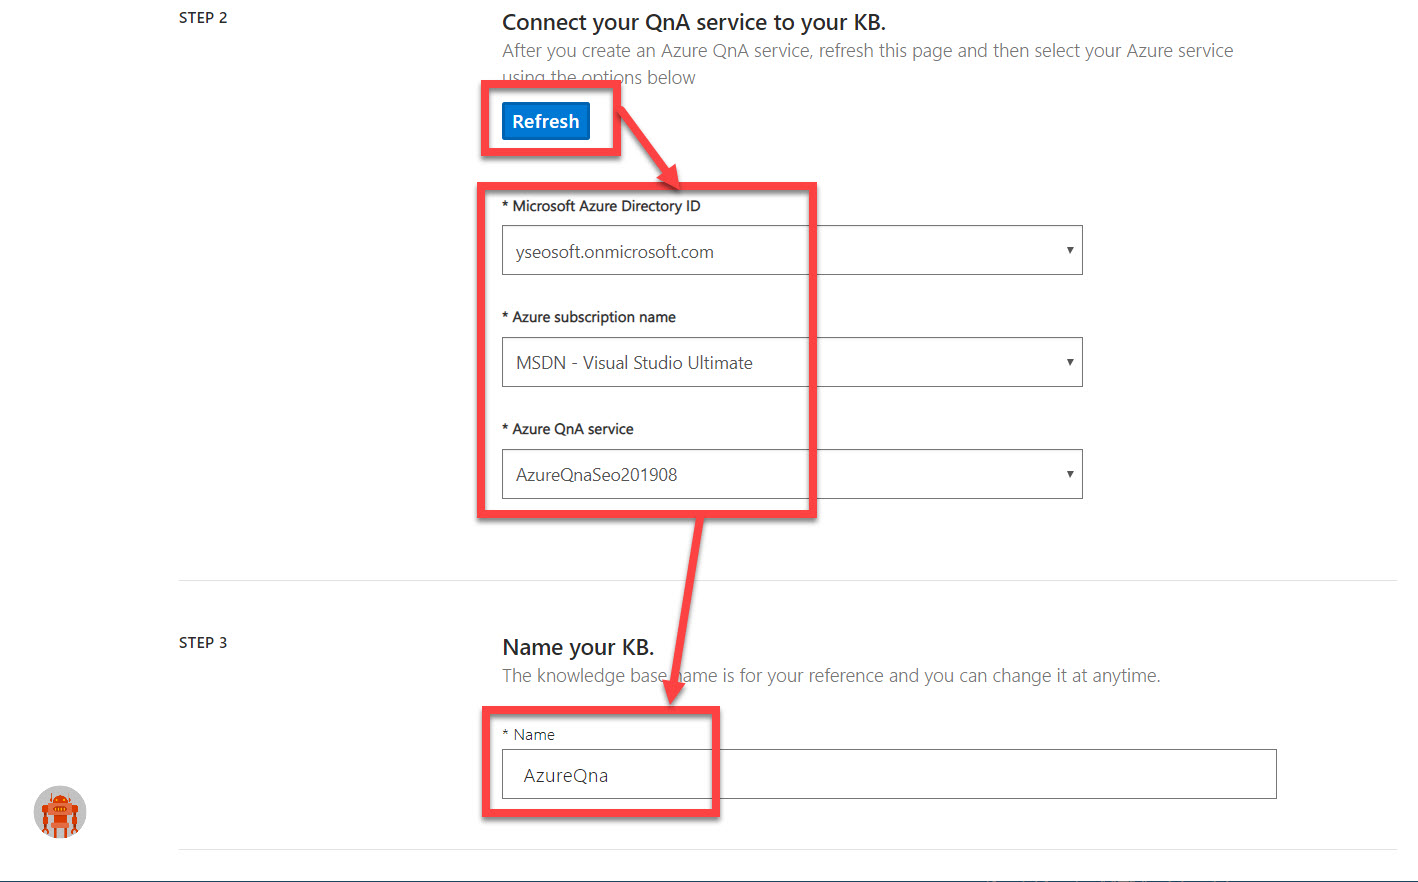 STEP 2
Connect your QnA service to your KB.
After you create an Azure QnA service, refresh this page and then select your Azure service
using the options below
Refresh
* Microsoft Azure Directory ID
yseosoft.onmicrosoft.com
* Azure subscription name
MSDN - Visual Studio Ultimate
* Azure QnA service
AzureQnaSeo201908
STEP 3
Name your KB.
The knowledge base name is for your reference and you can change it at anytime.
* Name
AzureQna